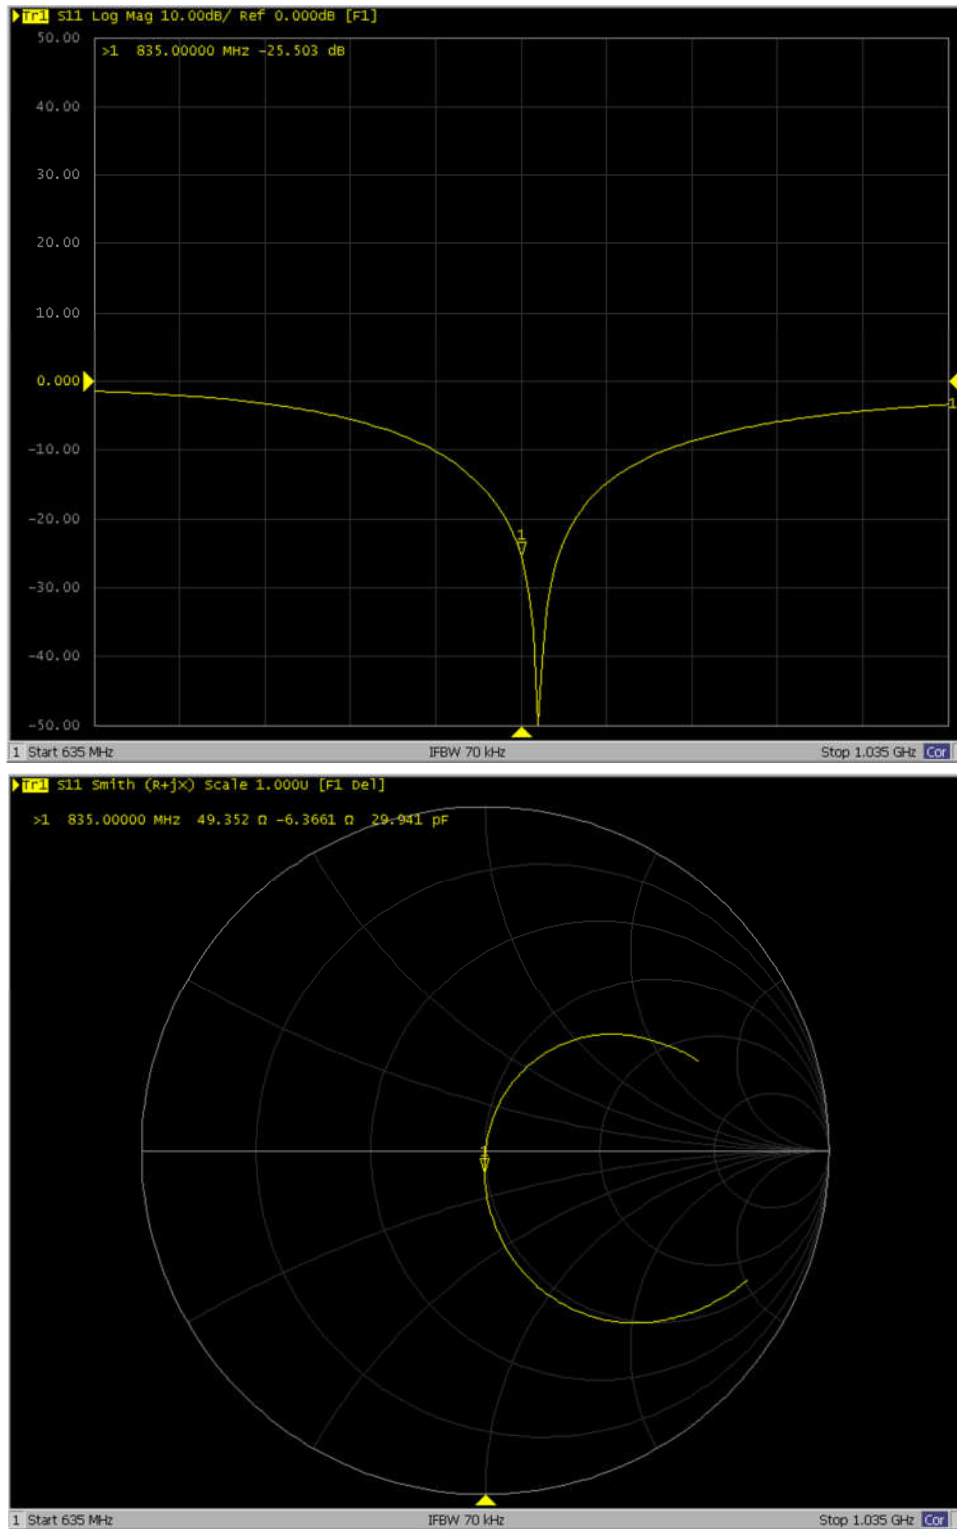 Tr1 S11 Log Mag 10.00dB/ Ref 0.000dB [F1]
50.00
>1 835.00000 MHz -25.503 dB
40.00
30.00
20.00
10.00
0.000
1
-10.00
-20.00
1
-30.00
-40.00
-50.00
1 Start 635 MHz IFBW 70 kHz Stop 1.035 GHz Cor
Tr1 S11 Smith (R+jX) Scale 1.000U [F1 Del]
>1 835.00000 MHz 49.352 Ω -6.3661 Ω 29.941 pF
1
1 Start 635 MHz IFBW 70 kHz Stop 1.035 GHz Cor